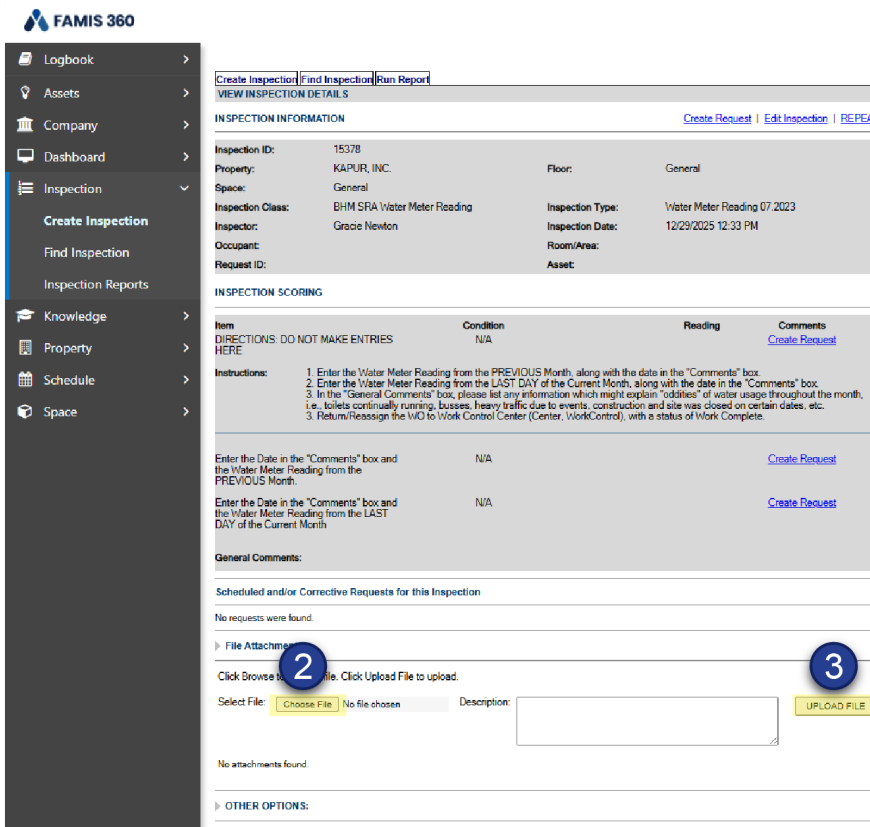 FAMIS 360
Logbook
Assets
Company
Dashboard
Inspection
Create Inspection
Find Inspection
Inspection Reports
Knowledge
Property
Schedule
Space
Create Inspection Find Inspection Run Report
VIEW INSPECTION DETAILS
INSPECTION INFORMATION Create Request | Edit Inspection | REPEA
Inspection ID: 15378
Property: KAPUR, INC. Floor: General
Space: General
Inspection Class: BHM SRA Water Meter Reading Inspection Type: Water Meter Reading 07.2023
Inspector: Gracie Newton Inspection Date: 12/29/2025 12:33 PM
Occupant: Room/Area:
Request ID: Asset:
INSPECTION SCORING
Item Condition Reading Comments
DIRECTIONS: DO NOT MAKE ENTRIES N/A Create Request
HERE
Instructions: 1. Enter the Water Meter Reading from the PREVIOUS Month, along with the date in the "Comments" box.
2. Enter the Water Meter Reading from the LAST DAY of the Current Month, along with the date in the "Comments" box.
3. In the "General Comments" box, please list any information which might explain "oddities" of water usage throughout the month,
i.e., toilets continually running, busses, heavy traffic due to events, construction and site was closed on certain dates, etc.
3. Return/Reassign the WO to Work Control Center (Center, WorkControl), with a status of Work Complete.
Enter the Date in the "Comments" box and N/A Create Request
the Water Meter Reading from the
PREVIOUS Month.
Enter the Date in the "Comments" box and N/A Create Request
the Water Meter Reading from the LAST
DAY of the Current Month
General Comments:
Scheduled and/or Corrective Requests for this Inspection
No requests were found.
File Attachmen
2
3
Click Browse t file. Click Upload File to upload.
Select File: Choose File No file chosen Description: UPLOAD FILE
No attachments found.
OTHER OPTIONS: